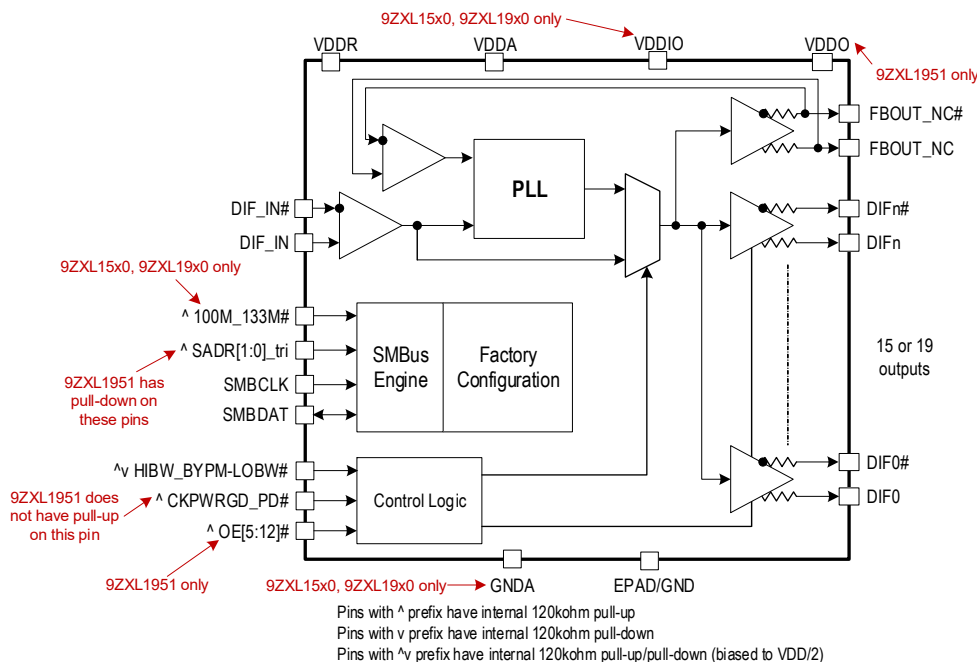 9ZXL15x0, 9ZXL19x0 only
VDDR
VDDA
VDDIO
VDDO
9ZXL1951 only
FBOUT_NC#
FBOUT_NC
PLL
DIF_IN#
DIF_IN
DIFn#
DIFn
9ZXL15x0, 9ZXL19x0 only
^ 100M_133M#
^ SADR[1:0]_tri
9ZXL1951 has
pull-down on
these pins
SMBCLK
SMBDAT
SMBus
Engine
Factory
Configuration
15 or 19
outputs
^v HIBW_BYPM-LOBW#
9ZXL1951 does
not have pull-up
on this pin
^ CKPWRGD_PD#
^ OE[5:12]#
9ZXL1951 only
Control Logic
DIF0#
DIF0
9ZXL15x0, 9ZXL19x0 only
GNDA
EPAD/GND
Pins with ^ prefix have internal 120kohm pull-up
Pins with v prefix have internal 120kohm pull-down
Pins with ^v prefix have internal 120kohm pull-up/pull-down (biased to VDD/2)